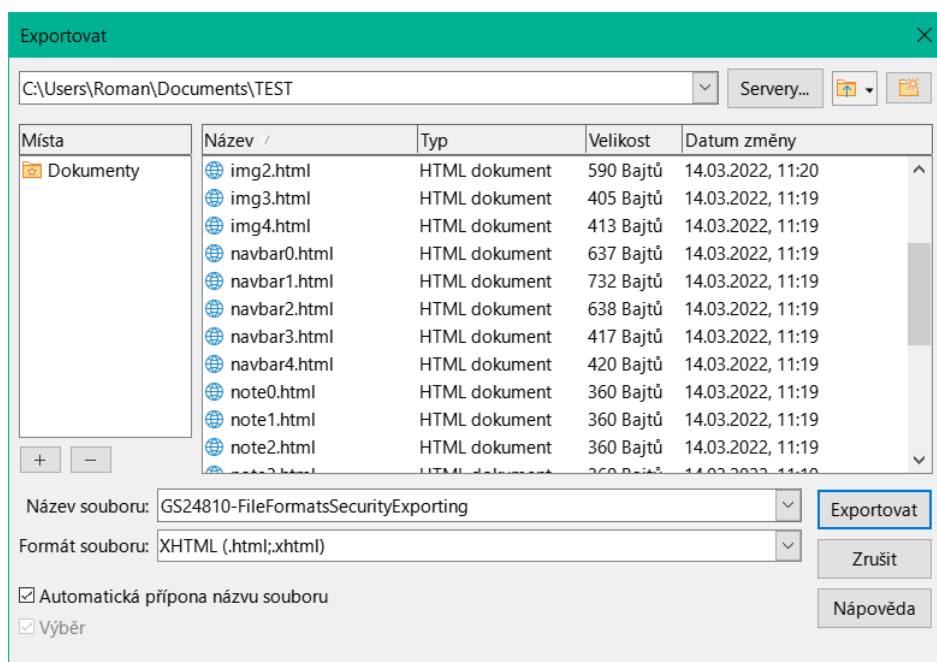 Exportovat
C:\Users\Roman\Documents\TEST
Servery...
Místa
Název Typ Velikost Datum změny
Dokumenty
img2.html HTML dokument 590 Bajtů 14.03.2022, 11:20
img3.html HTML dokument 405 Bajtů 14.03.2022, 11:19
img4.html HTML dokument 413 Bajtů 14.03.2022, 11:19
navbar0.html HTML dokument 637 Bajtů 14.03.2022, 11:19
navbar1.html HTML dokument 732 Bajtů 14.03.2022, 11:19
navbar2.html HTML dokument 638 Bajtů 14.03.2022, 11:19
navbar3.html HTML dokument 417 Bajtů 14.03.2022, 11:19
navbar4.html HTML dokument 420 Bajtů 14.03.2022, 11:19
note0.html HTML dokument 360 Bajtů 14.03.2022, 11:19
note1.html HTML dokument 360 Bajtů 14.03.2022, 11:19
note2.html HTML dokument 360 Bajtů 14.03.2022, 11:19
+ −
Název souboru: GS24810-FileFormatsSecurityExporting
Exportovat
Formát souboru: XHTML (.html;.xhtml)
Zrušit
Automatická přípona názvu souboru
Nápověda
Výběr